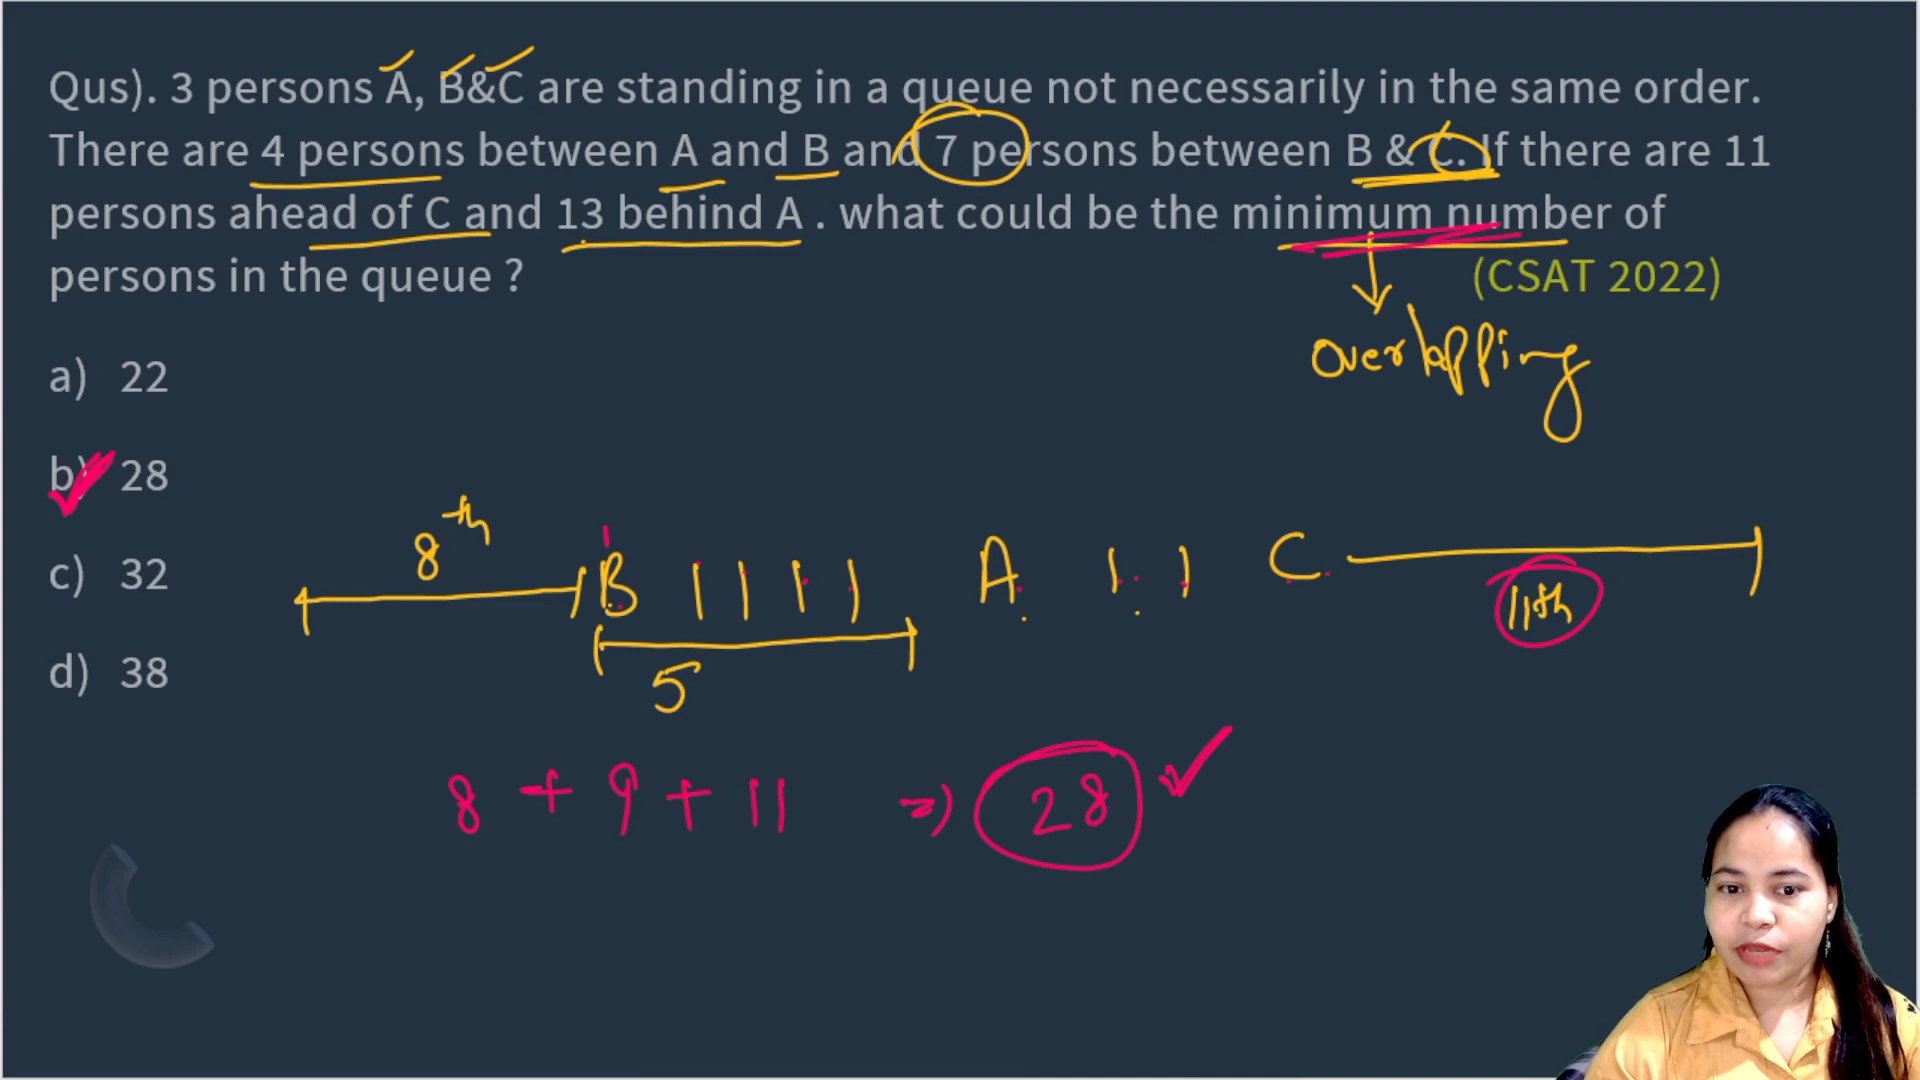 Qus). 3 persons A, B&C are standing in a queue not necessarily in the same order.
There are 4 persons between A and B and 7 persons between B & C. If there are 11
persons ahead of C and 13 behind A . what could be the minimum number of
persons in the queue ?
(CSAT 2022)
overlapping
a) 22
b) 28
c) 32
d) 38
8th B | | | | A | | C 11th
5
8 + 9 + 11 => 28